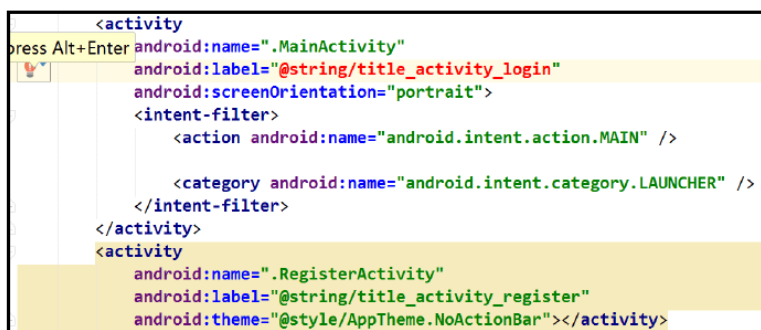 <activity
press Alt+Enter
android:name=".MainActivity"
android:label="@string/title_activity_login"
android:screenOrientation="portrait">
<intent-filter>
<action android:name="android.intent.action.MAIN" />
<category android:name="android.intent.category.LAUNCHER" />
</intent-filter>
</activity>
<activity
android:name=".RegisterActivity"
android:label="@string/title_activity_register"
android:theme="@style/AppTheme.NoActionBar"></activity>